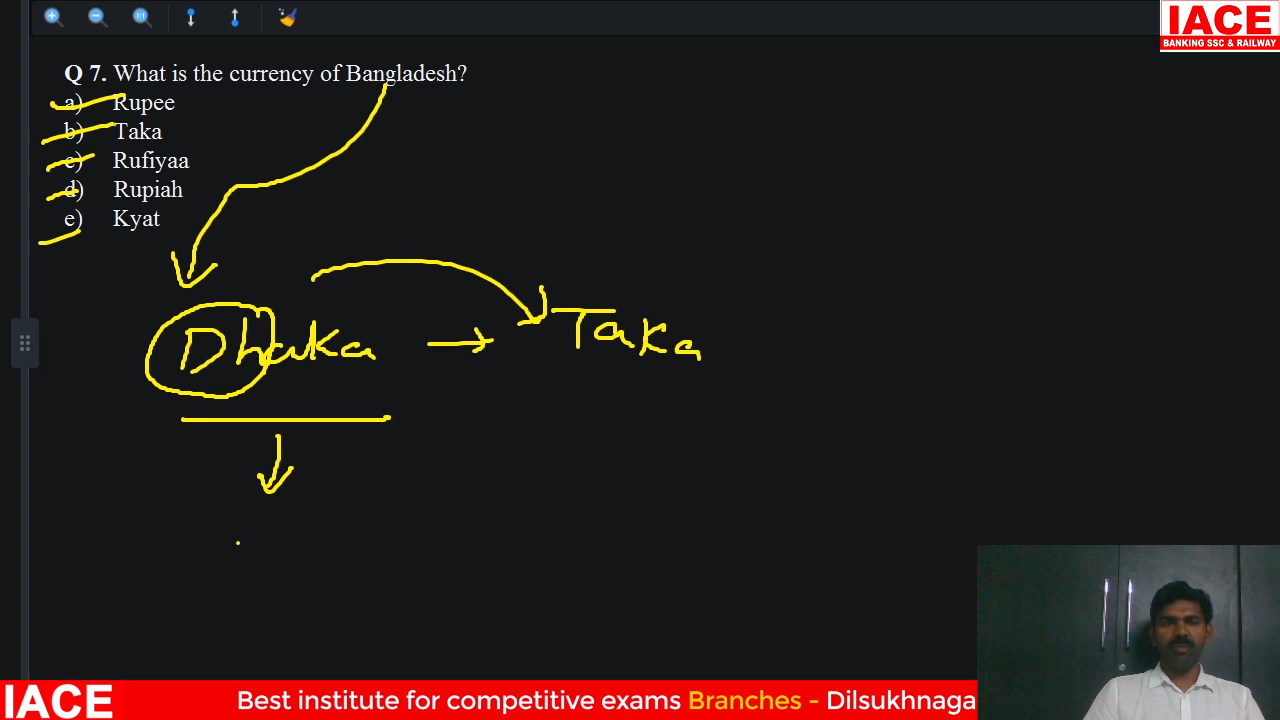 IACE
BANKING SSC & RAILWAY
Q 7. What is the currency of Bangladesh?
a) Rupee
b) Taka
c) Rufiyaa
d) Rupiah
e) Kyat
Dhaka → Taka
IACE
Best institute for competitive exams Branches - Dilsukhnaga